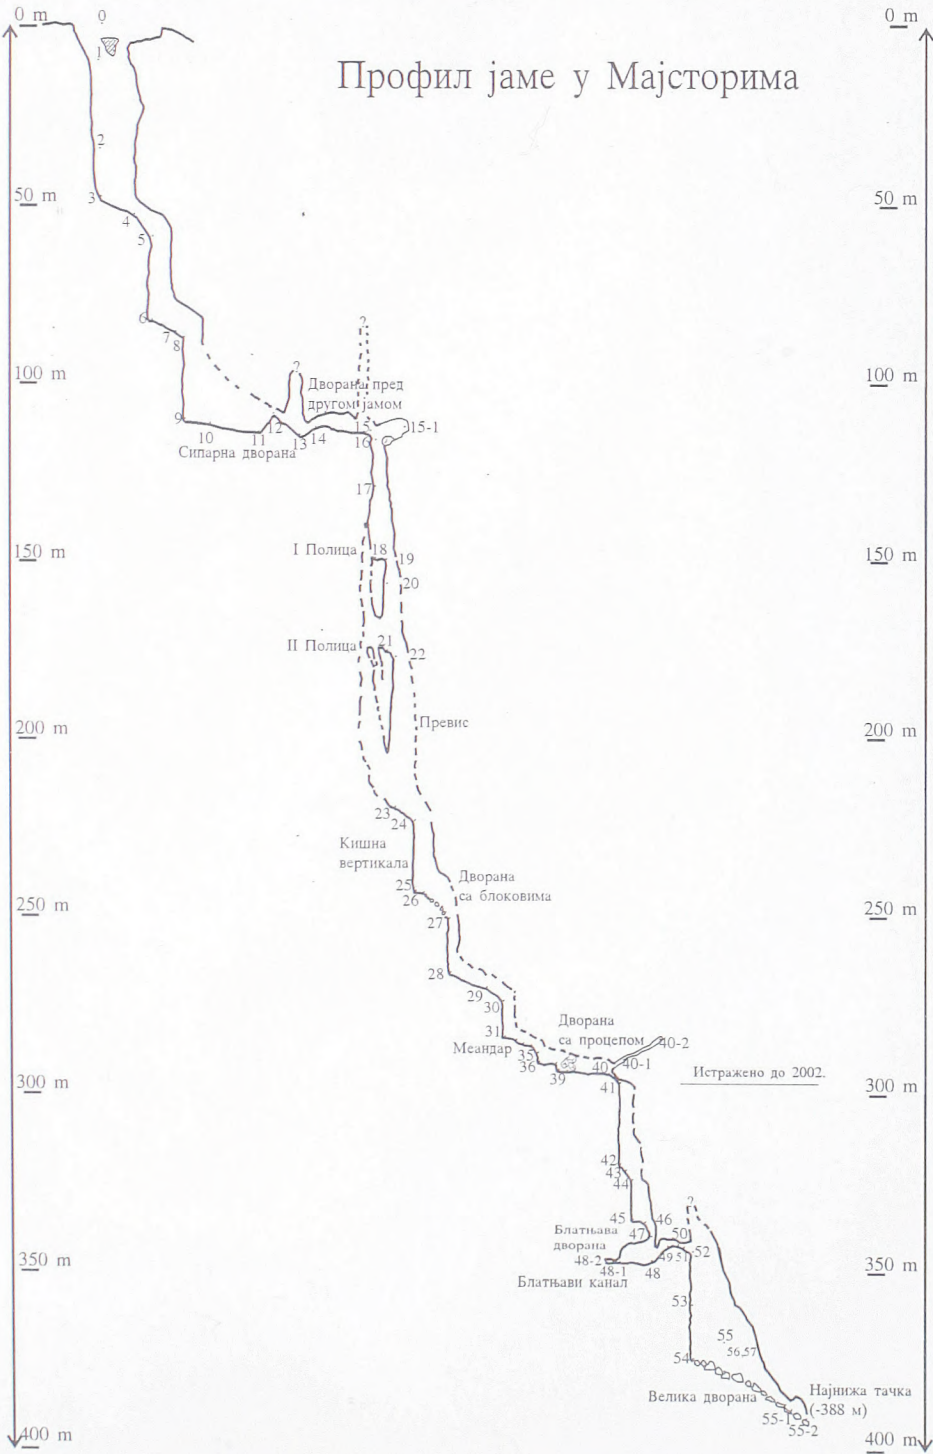 0 m
0
0 m
1
Профил јаме у Мајсторима
2
50 m
3
50 m
4
5
6
7
8
?
100 m
?
100 m
Дворана пред
другом јамом
9
10
11
12
13
14
15
15-1
16
Сипарна дворана
17
I Полица
18
19
150 m
150 m
20
II Полица
21
22
Превис
200 m
200 m
23
24
Кишна
вертикала
25
26
Дворана
са блоковима
27
250 m
250 m
28
29
30
31
Дворана
са процепом
Меандар
35
36
39
40
40-1
40-2
41
Истражено до 2002.
300 m
300 m
42
43
44
?
45
46
47
50
Блатњава
дворана
48-2
48-1
48
49
51
52
Блатњави канал
350 m
350 m
53
55
56,57
54
Велика дворана
Најнижа тачка
(-388 м)
55-1
55-2
400 m
400 m